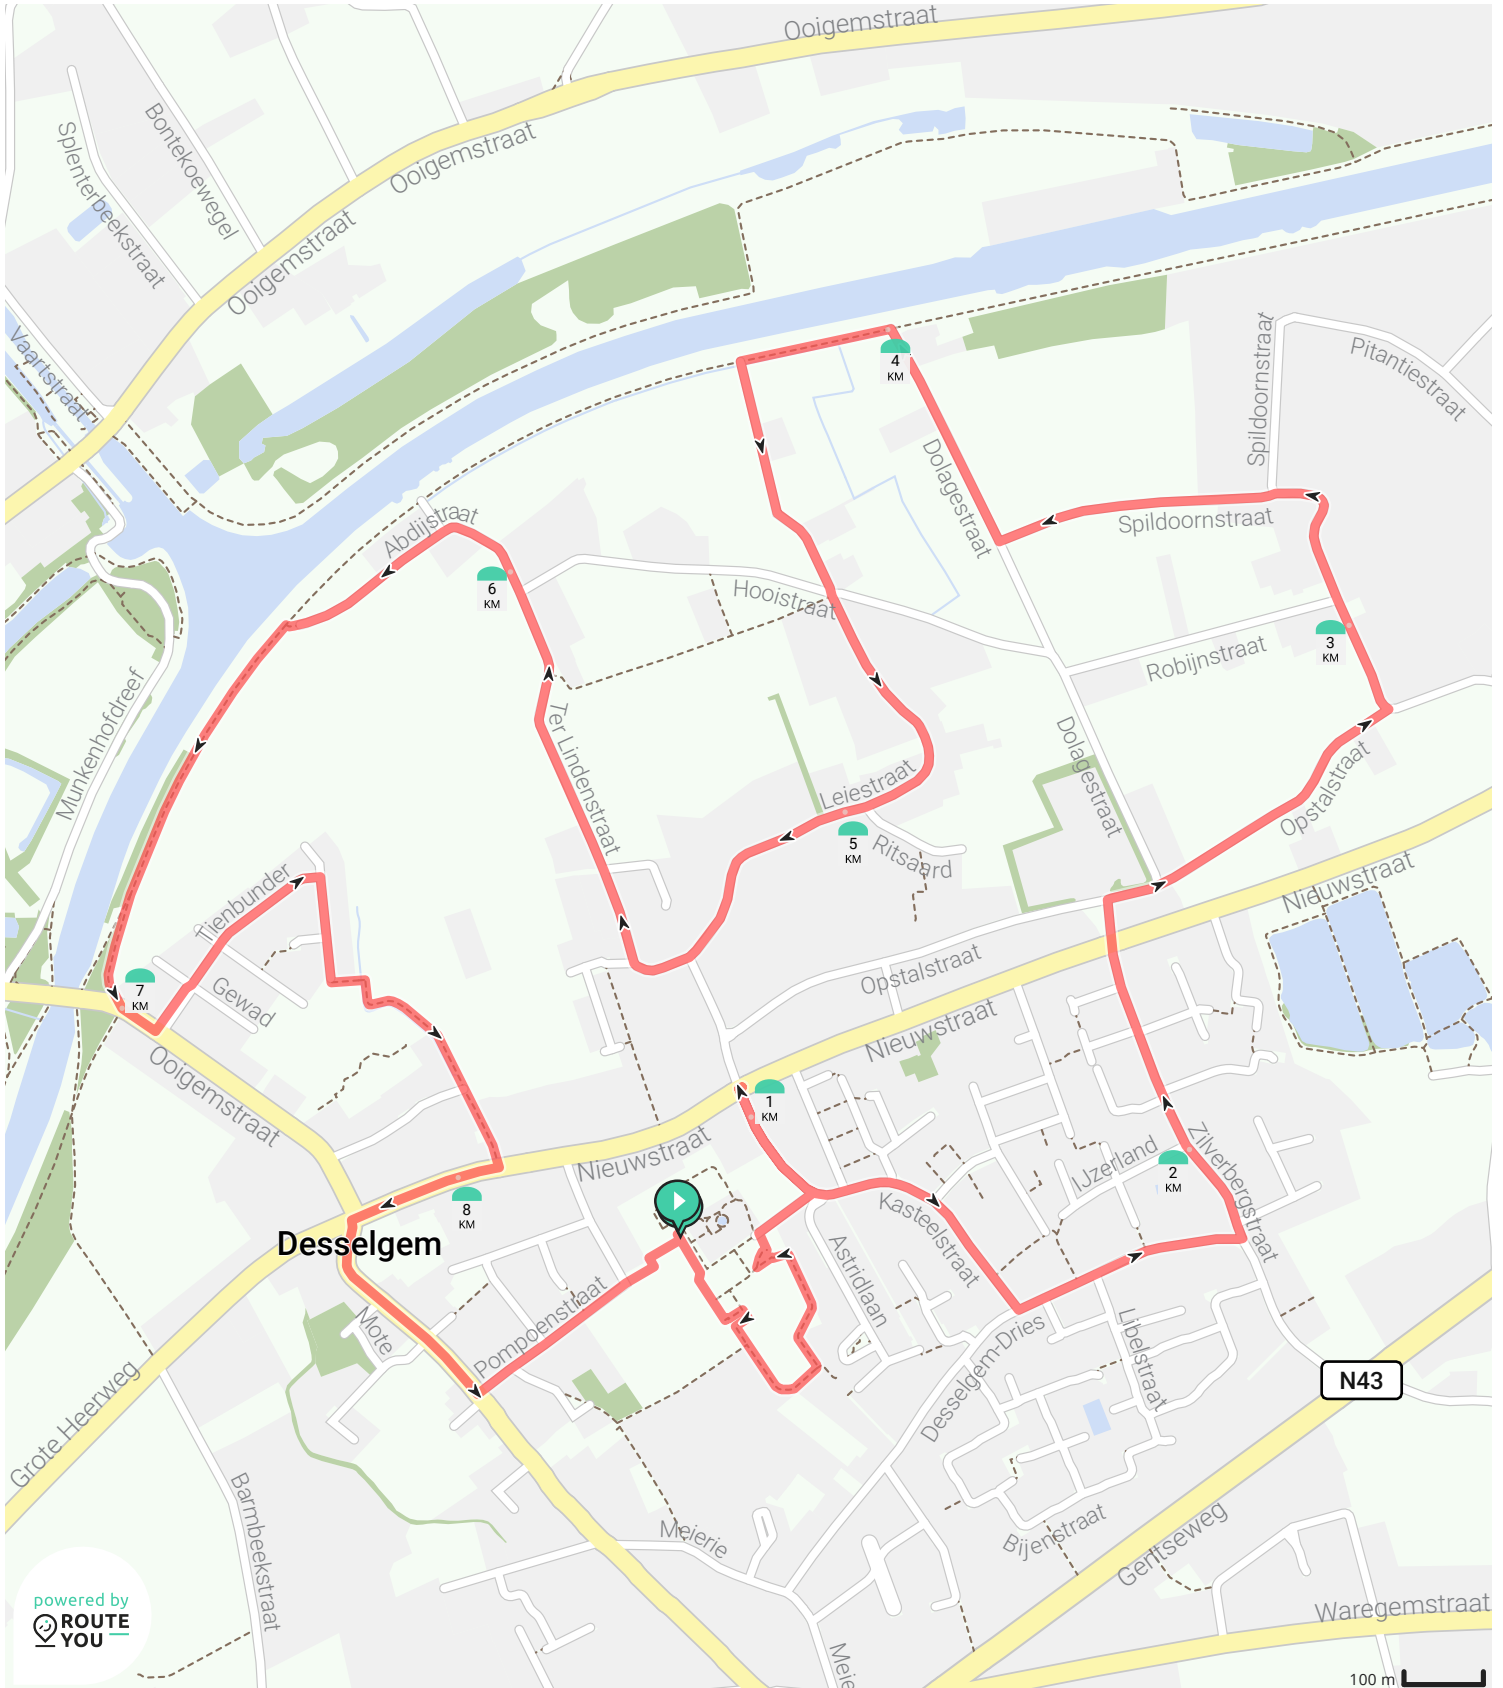 Ooigemstraat
Ooigemstraat
Bontekoewegel
Splenterbeekstraat
Ooigemstraat
Vaartstraat
Spildoornstraat
Pitantiestraat
4
KM
Dolagestraat
Spildoornstraat
Abdijstraat
6
KM
Hooistraat
3
KM
Robijnstraat
Munkenhofdreef
Ter Lindenstraat
Dolagestraat
Leiestraat
Opstalstraat
5
KM
Ritsaard
Nieuwstraat
Tienbunder
Opstalstraat
7
KM
Gewad
Nieuwstraat
Ooigemstraat
1
KM
Nieuwstraat
IJzerland
Zilverbergstraat
2
KM
8
KM
Kasteelstraat
Desselgem
Astridlaan
Pompoenstraat
Mote
Libelstraat
Desselgem-Dries
N43
Grote Heerweg
Barmbeekstraat
Meierie
Bijenstraat
Gentseweg
Waregemstraat
Meie
powered by
ROUTE
YOU
100 m